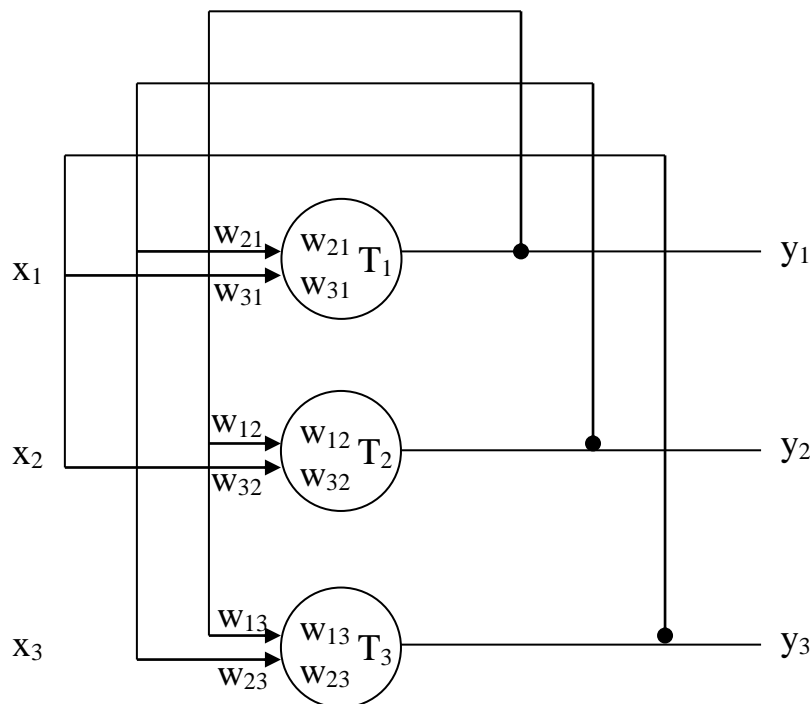 w₂₁ w₂₁ T₁ y₁
x₁ w₃₁ w₃₁
w₁₂ w₁₂ T₂ y₂
x₂ w₃₂ w₃₂
w₁₃ w₁₃ T₃ y₃
x₃ w₂₃ w₂₃